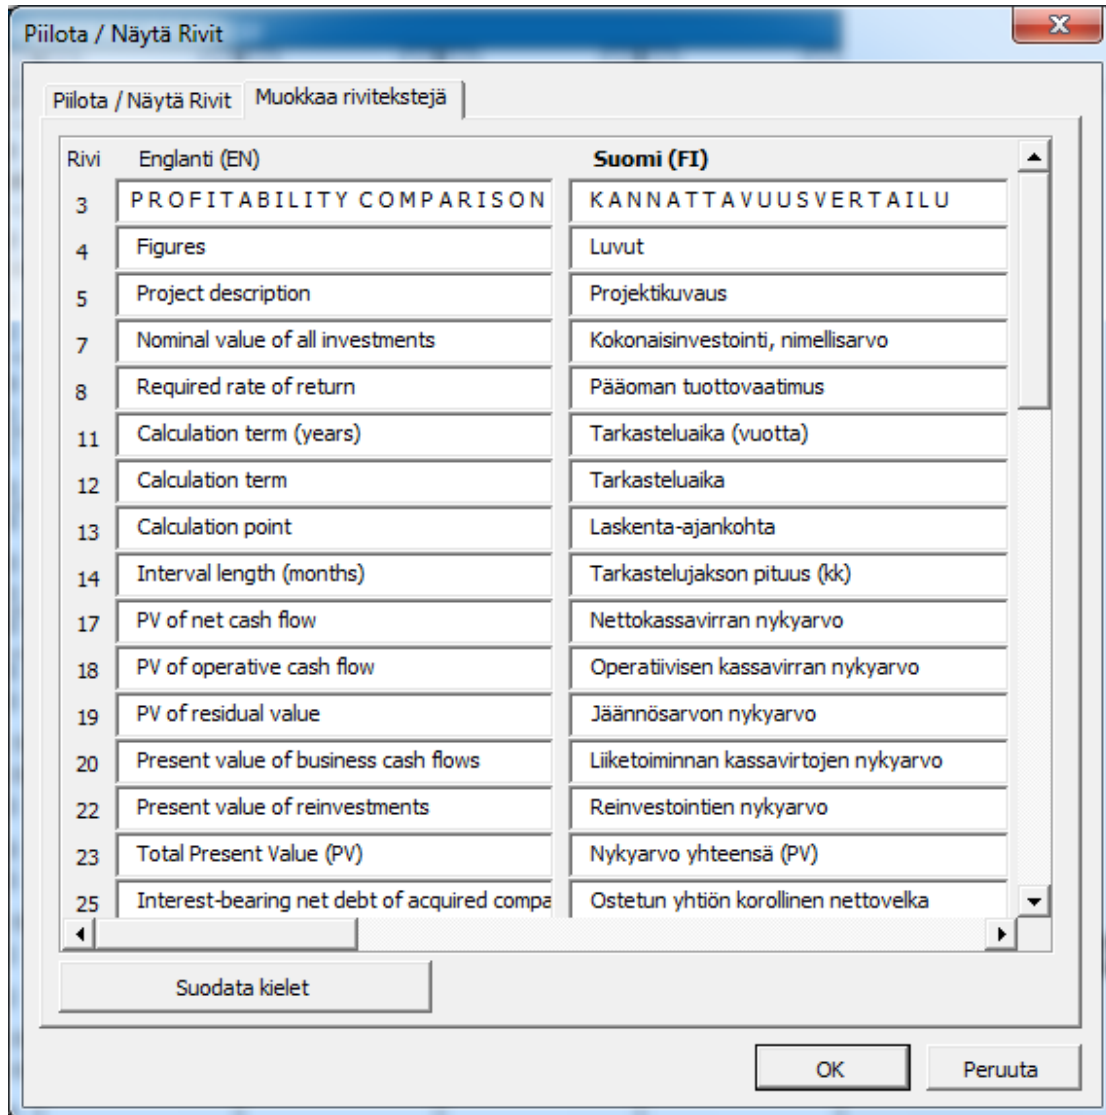 Piilota / Näytä Rivit
Piilota / Näytä Rivit Muokkaa rivitekstejä
Rivi Englanti (EN) Suomi (FI)
3 P R O F I T A B I L I T Y C O M P A R I S O N K A N N A T T A V U U S V E R T A I L U
4 Figures Luvut
5 Project description Projektikuvaus
7 Nominal value of all investments Kokonaisinvestointi, nimellisarvo
8 Required rate of return Pääoman tuottovaatimus
11 Calculation term (years) Tarkasteluaika (vuotta)
12 Calculation term Tarkasteluaika
13 Calculation point Laskenta-ajankohta
14 Interval length (months) Tarkastelujakson pituus (kk)
17 PV of net cash flow Nettokassavirran nykyarvo
18 PV of operative cash flow Operatiivisen kassavirran nykyarvo
19 PV of residual value Jäännösarvon nykyarvo
20 Present value of business cash flows Liiketoiminnan kassavirtojen nykyarvo
22 Present value of reinvestments Reinvestointien nykyarvo
23 Total Present Value (PV) Nykyarvo yhteensä (PV)
25 Interest-bearing net debt of acquired compa Ostetun yhtiön korollinen nettovelka
Suodata kielet
OK Peruuta